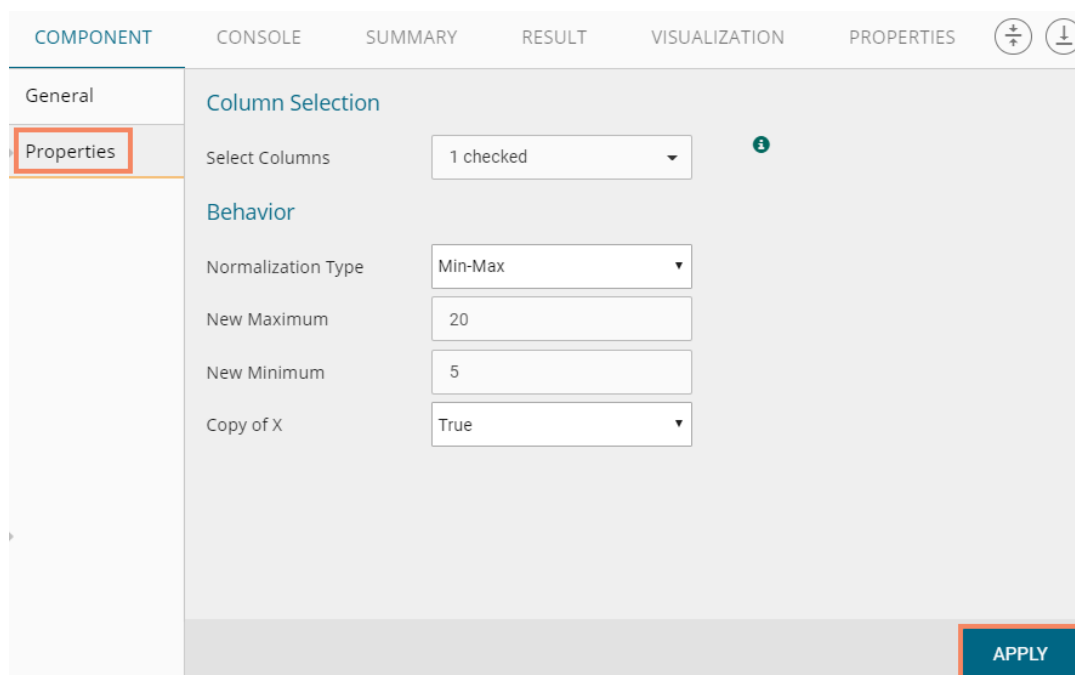 COMPONENT CONSOLE SUMMARY RESULT VISUALIZATION PROPERTIES
General
Properties
Column Selection
Select Columns 1 checked
Behavior
Normalization Type Min-Max
New Maximum 20
New Minimum 5
Copy of X True
APPLY